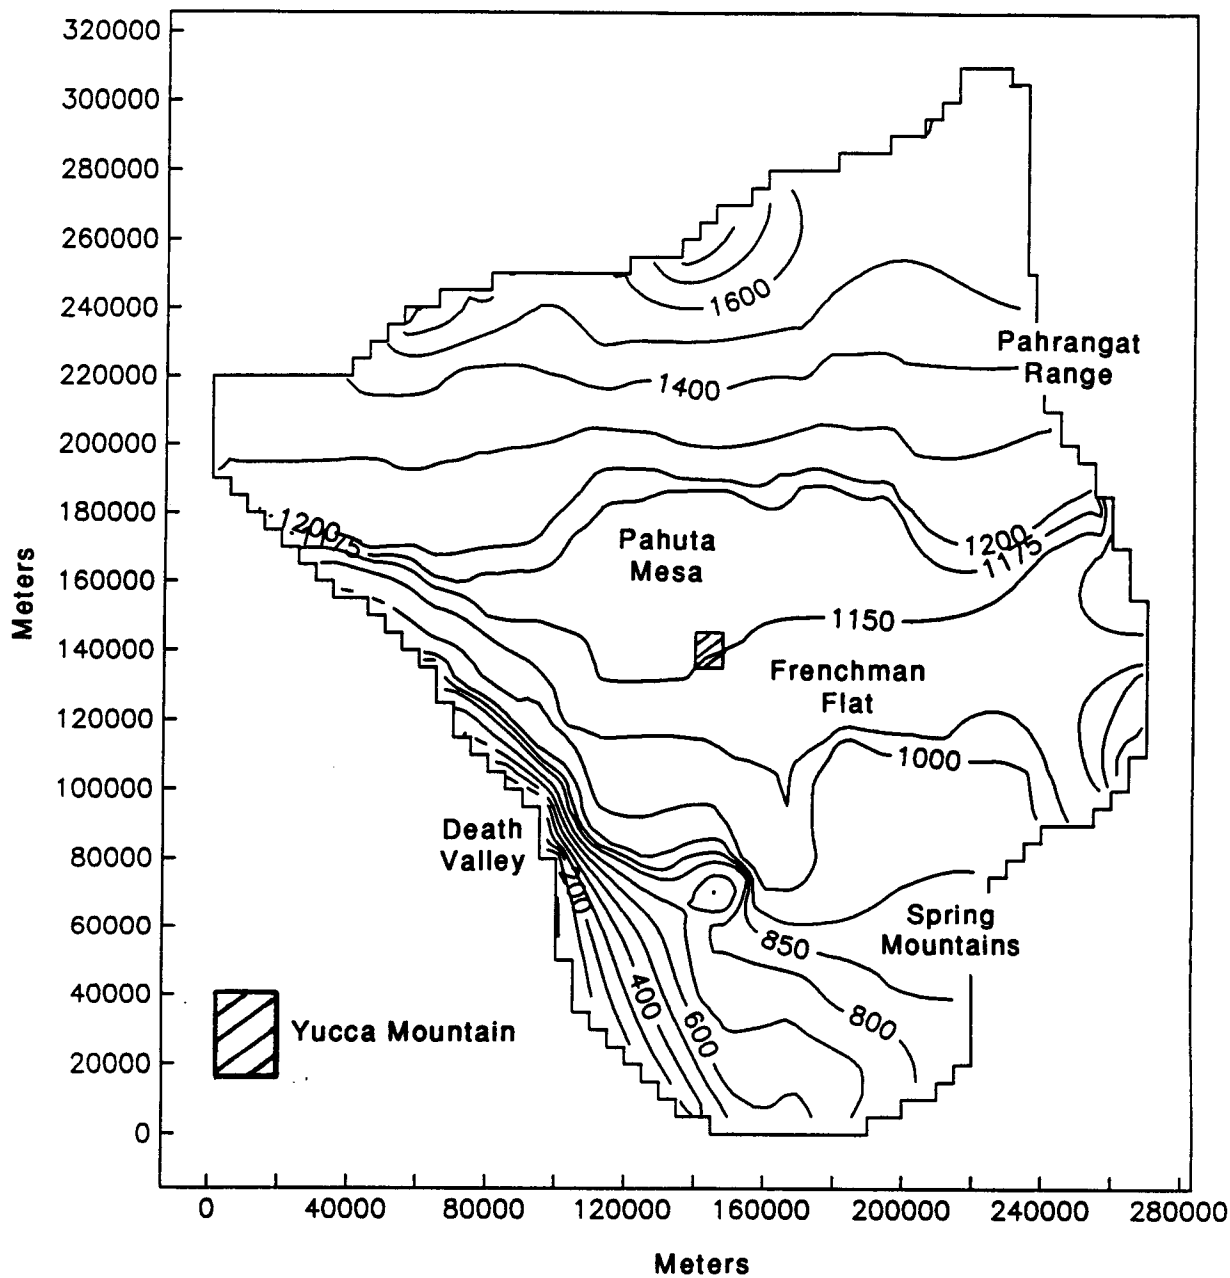 320000
300000
280000
260000
240000
220000
200000
180000
160000
140000
120000
100000
80000
60000
40000
20000
0
Meters
1600
Pahrangat
Range
1400
1200
1175
Pahuta
Mesa
1200
1175
1150
Frenchman
Flat
1000
Death
Valley
200
Spring
Mountains
850
400
600
800
Yucca Mountain
0
40000
80000
120000
160000
200000
240000
280000
Meters